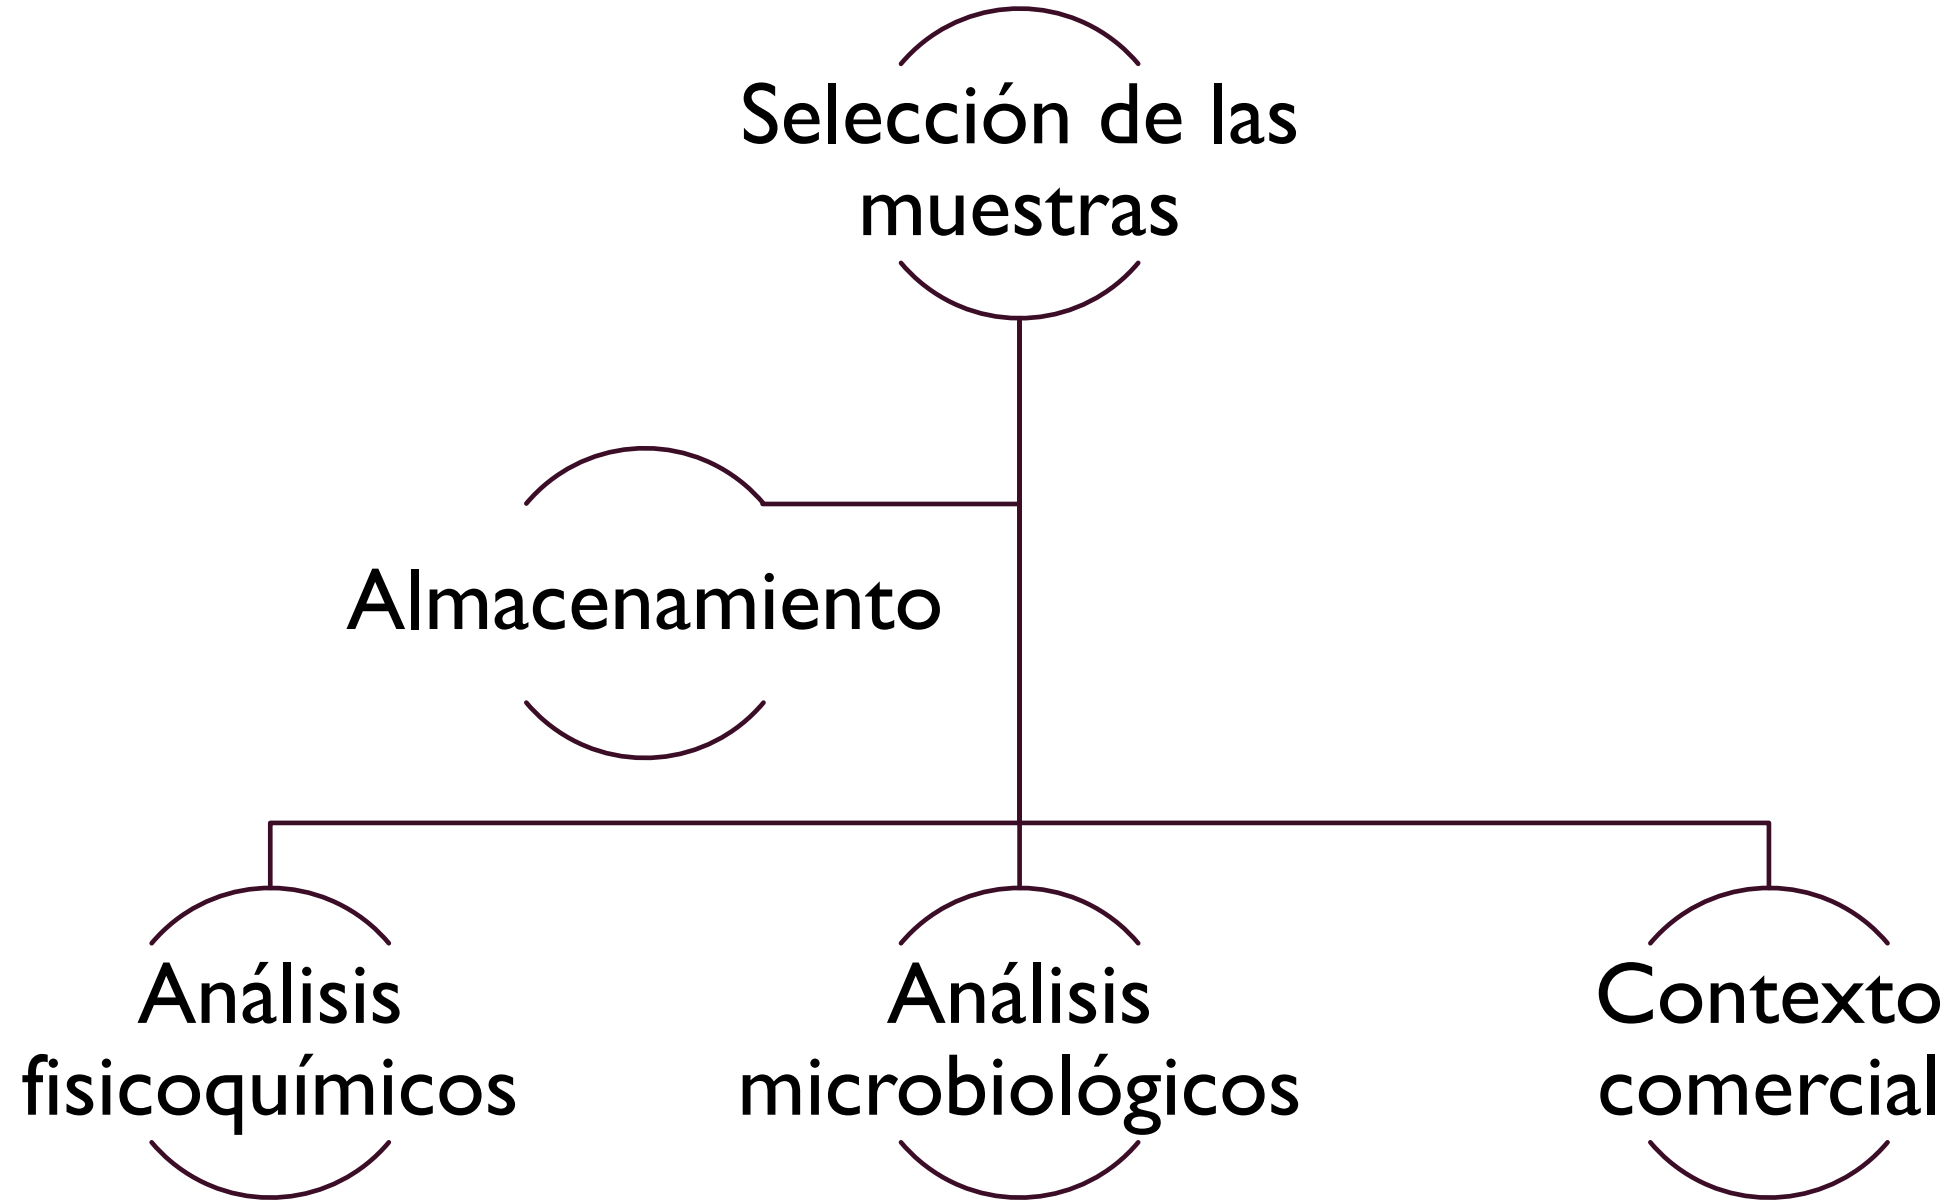 Selección de las
muestras
Almacenamiento
Análisis
fisicoquímicos
Análisis
microbiológicos
Contexto
comercial